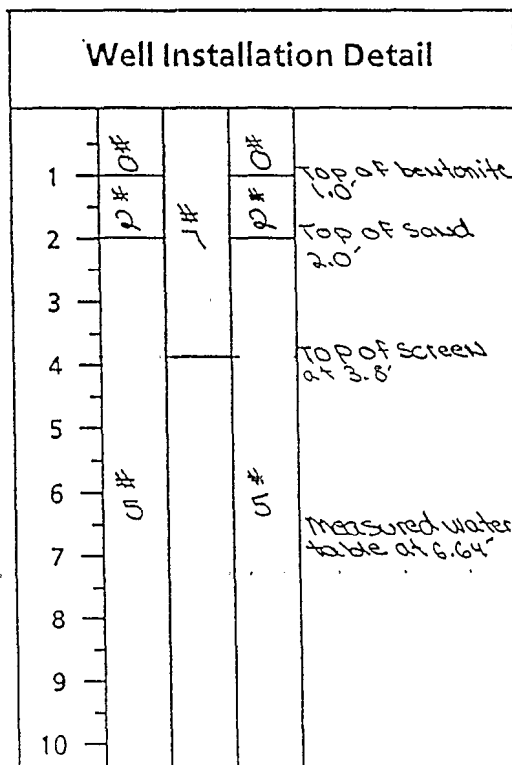 Well Installation Detail
#0
#0
1
Top of bentonite
1.0'
#2
#2
#1
2
Top of sand
2.0'
3
4
Top of screen
at 3.8'
5
#5
#5
6
measured water
table at 6.64'
7
8
9
10